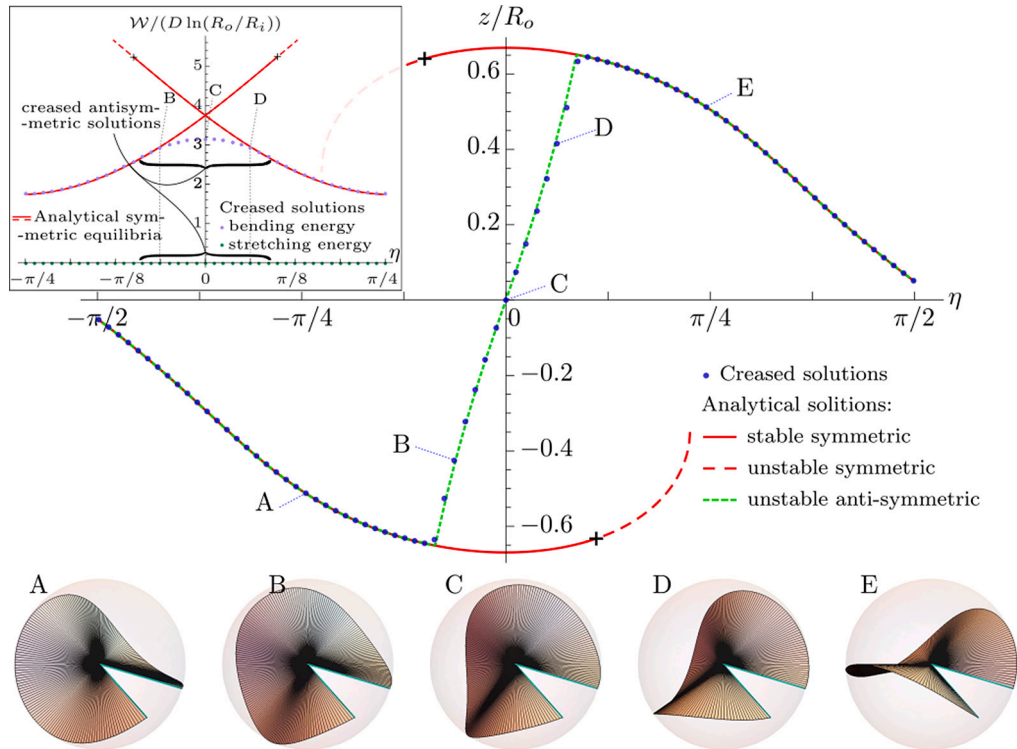 𝒲/(D ln(R_o/R_i))
5
B
C
D
creased antisym-
-metric solutions
4
3
2
1
Analytical sym-
-metric equilibria
Creased solutions
bending energy
stretching energy
η
−π/4
−π/8
0
π/8
π/4
z/R_o
0.6
E
0.4
D
0.2
C
−π/2
−π/4
0
π/4
π/2
η
−0.2
B
−0.4
A
−0.6
Creased solutions
Analytical solitions:
stable symmetric
unstable symmetric
unstable anti-symmetric
A
B
C
D
E